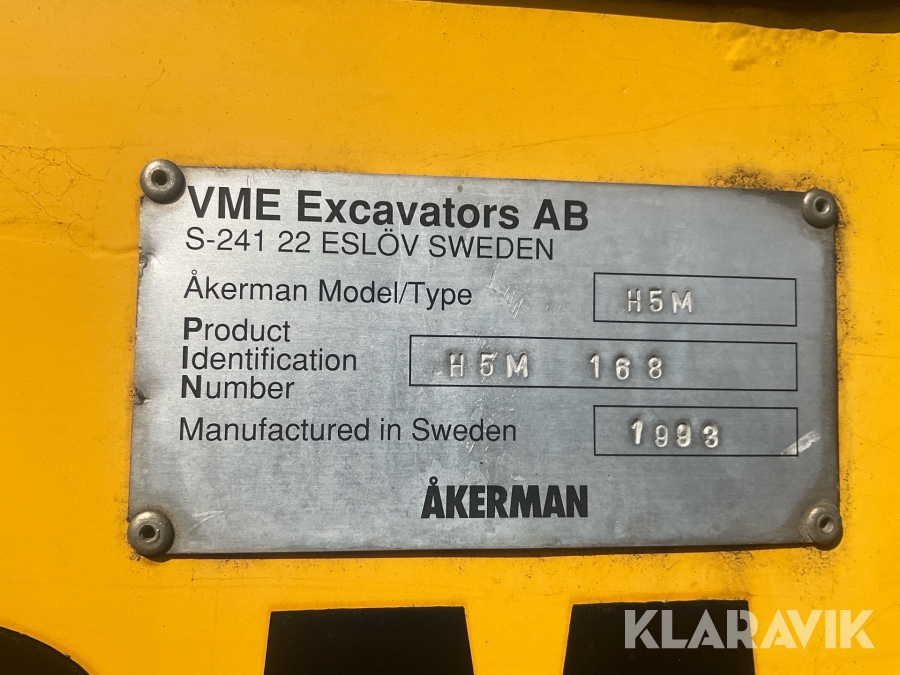 VME Excavators AB
S-241 22 ESLÖV SWEDEN
Åkerman Model/Type H5M
Product
Identification H5M 168
Number
Manufactured in Sweden 1993
ÅKERMAN
KLARAVIK